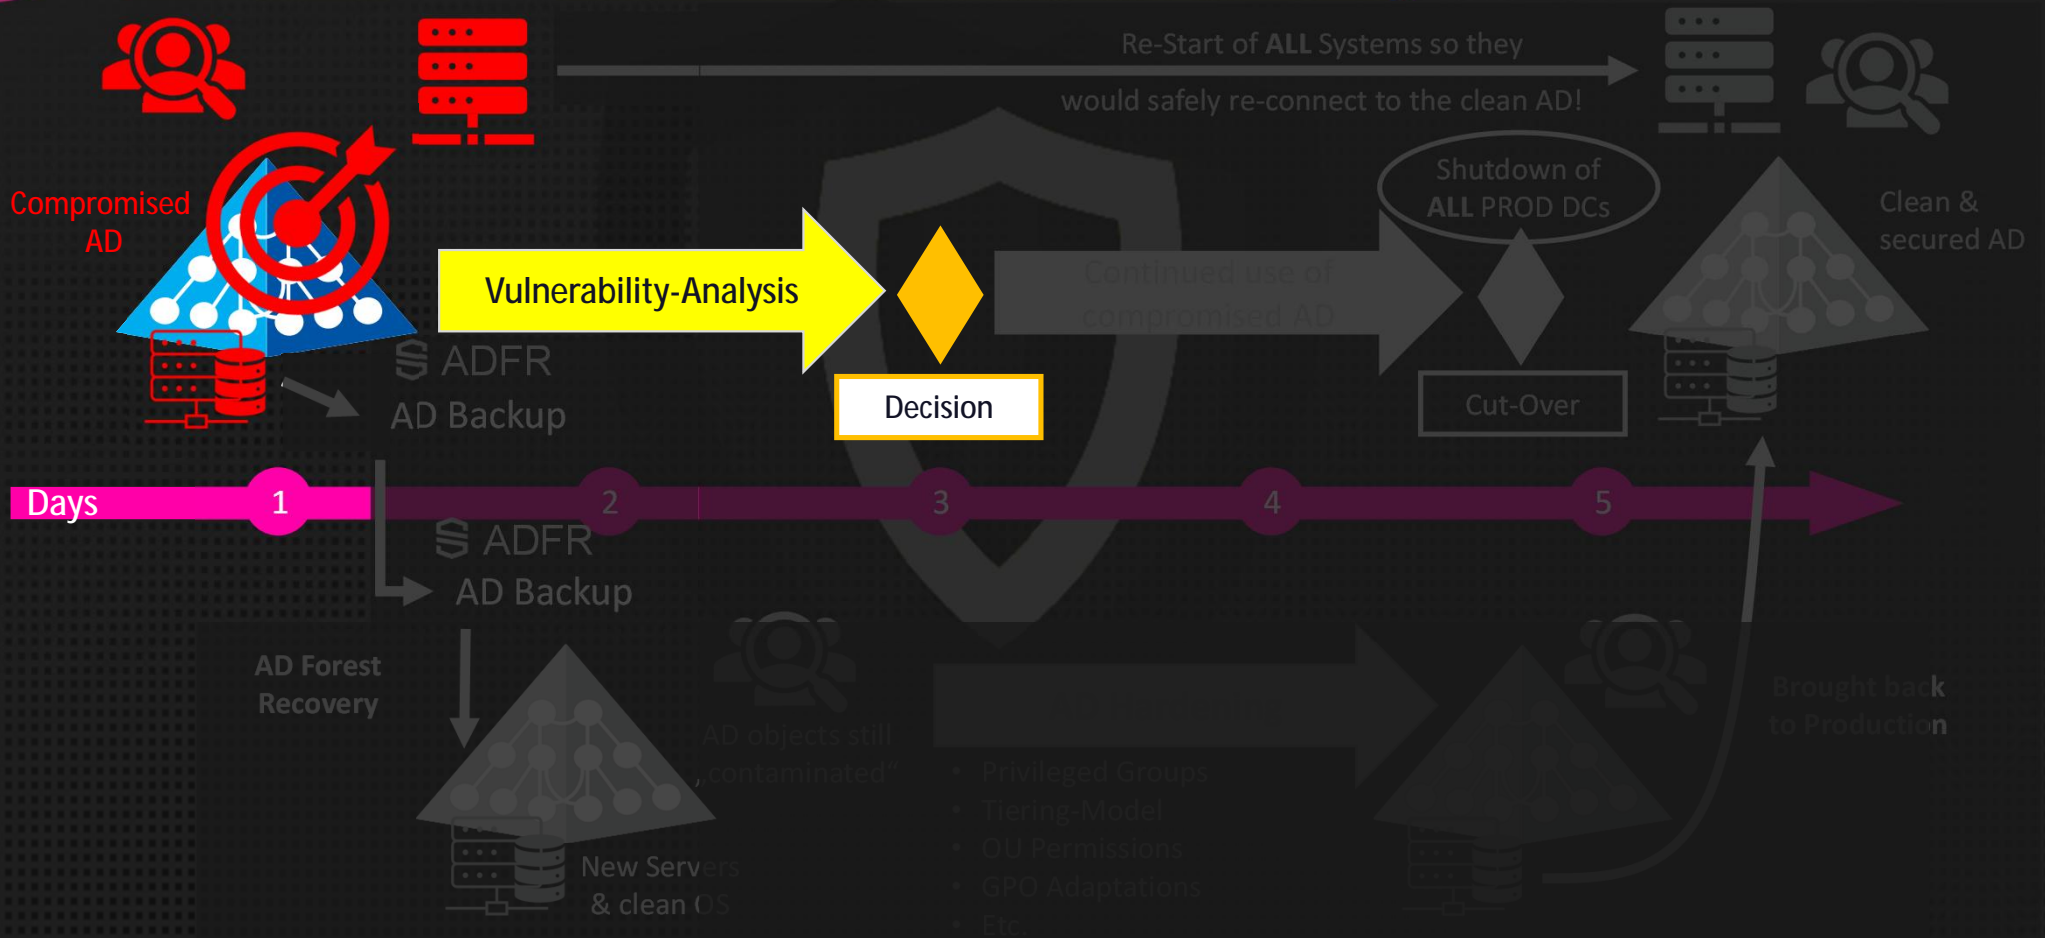 Re-Start of ALL Systems so they
would safely re-connect to the clean AD!
Compromised
AD
Vulnerability-Analysis
Decision
Continued use of
compromised AD
Shutdown of
ALL PROD DCs
Cut-Over
Clean &
secured AD
ADFR
AD Backup
Days
1
2
3
4
5
ADFR
AD Backup
AD Forest
Recovery
AD objects still
„contaminated“
New Servers
& clean OS
• Privileged Groups
• Tiering-Model
• OU Permissions
• GPO Adaptations
• Etc.
Brought back
to Production